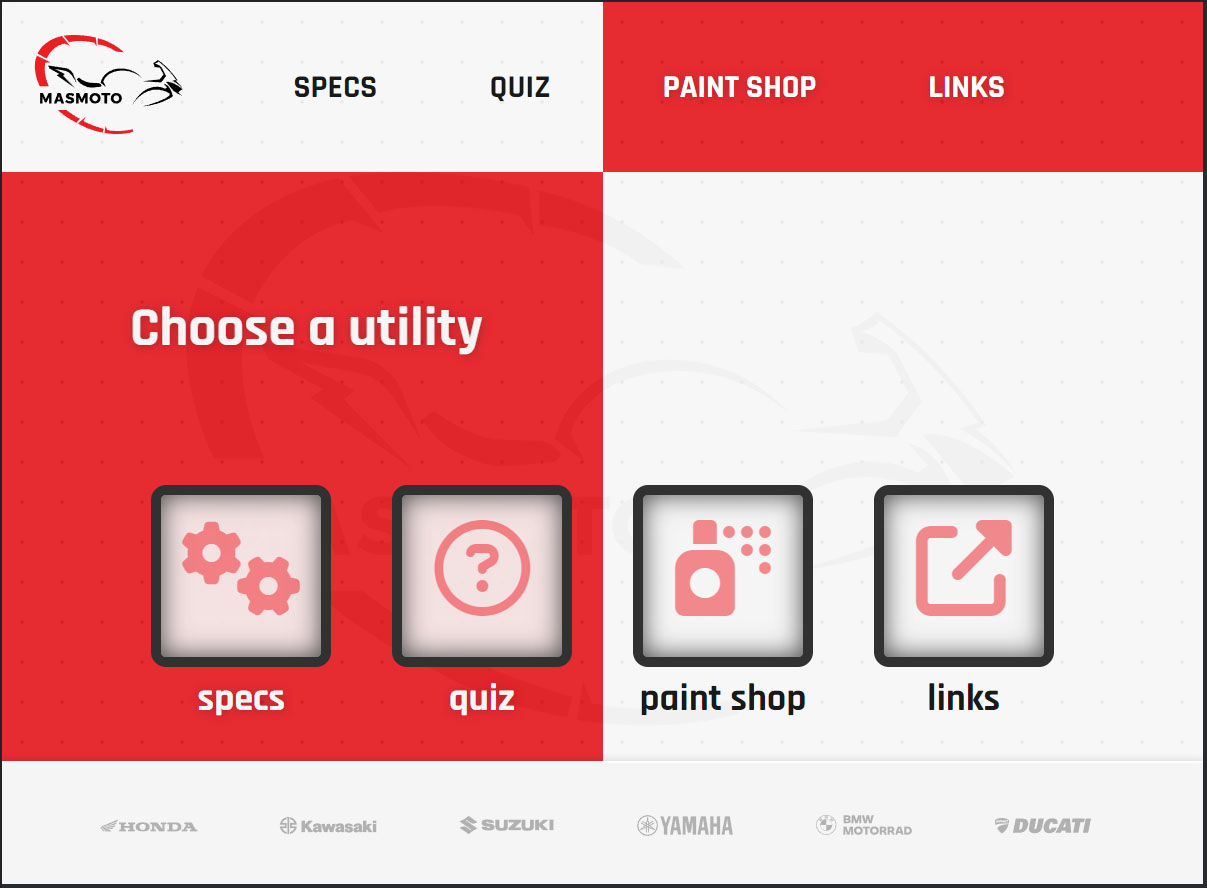 MASMOTO
SPECS
QUIZ
PAINT SHOP
LINKS
Choose a utility
MASMOTO
specs
quiz
paint shop
links
HONDA
Kawasaki
SUZUKI
YAMAHA
BMW
MOTORRAD
DUCATI